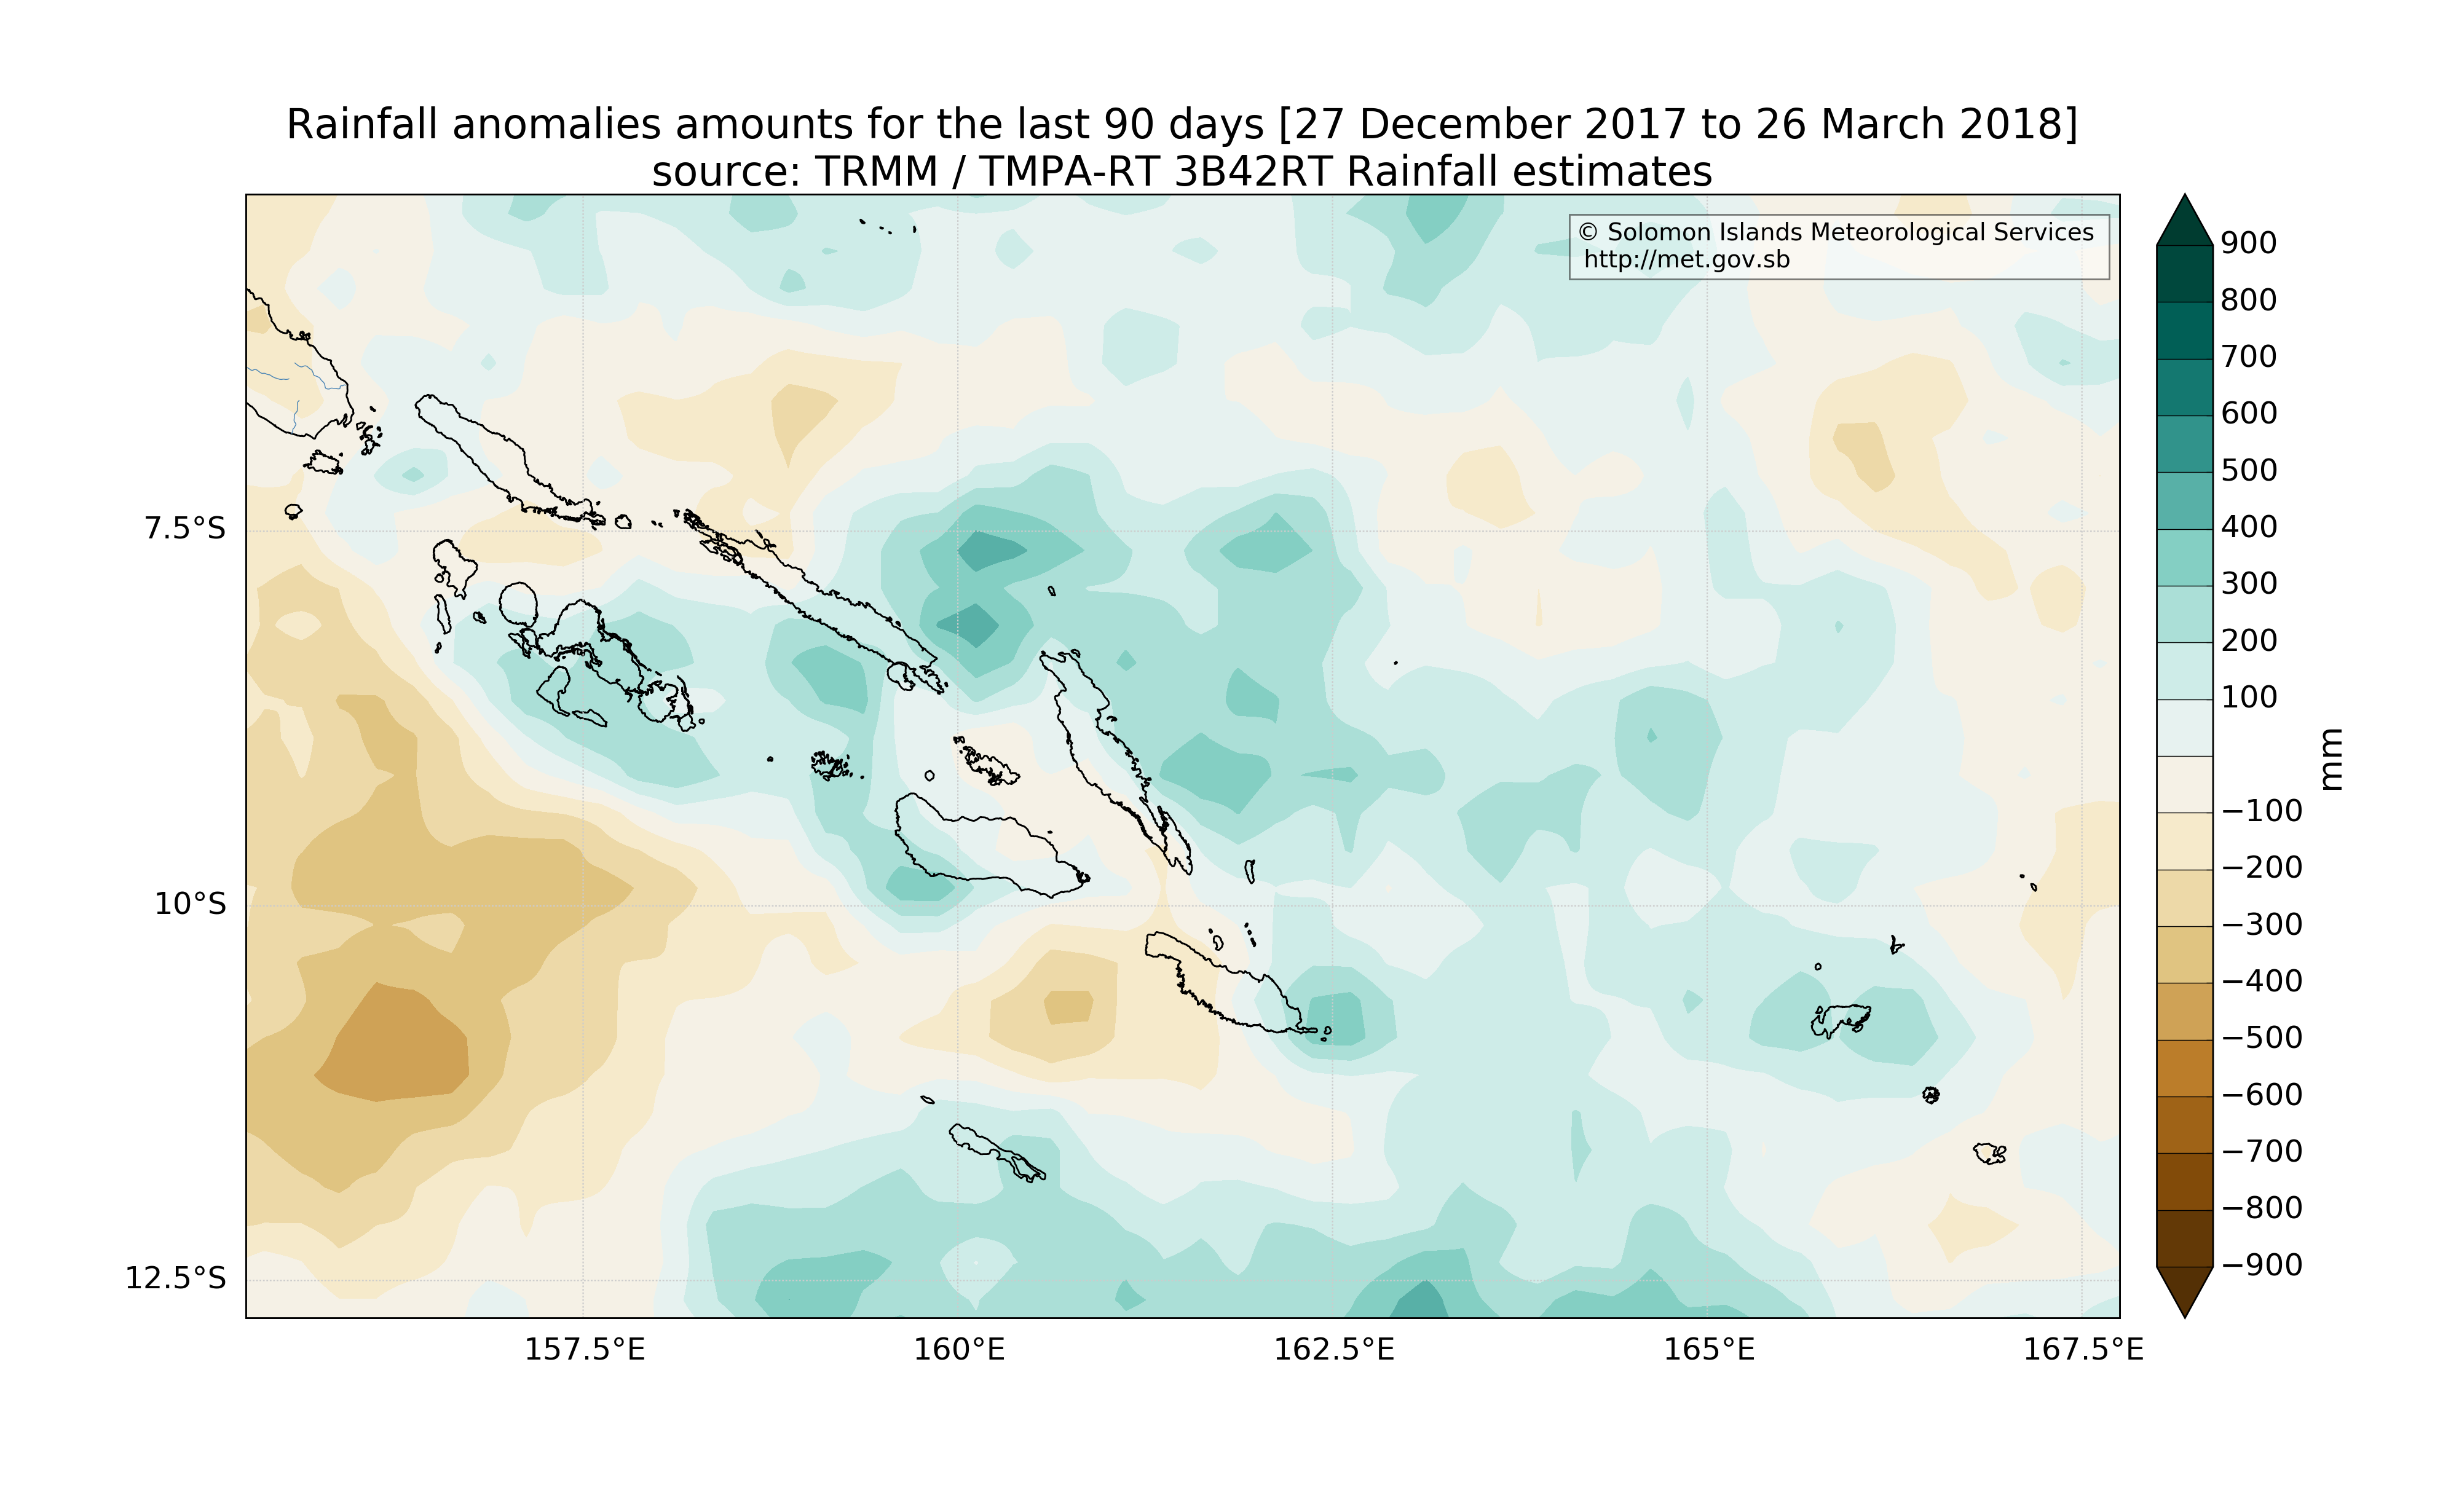 Rainfall anomalies amounts for the last 90 days [27 December 2017 to 26 March 2018]
source: TRMM / TMPA-RT 3B42RT Rainfall estimates
© Solomon Islands Meteorological Services
http://met.gov.sb
7.5°S
10°S
12.5°S
157.5°E
160°E
162.5°E
165°E
167.5°E
900
800
700
600
500
400
300
200
100
−100
−200
−300
−400
−500
−600
−700
−800
−900
mm